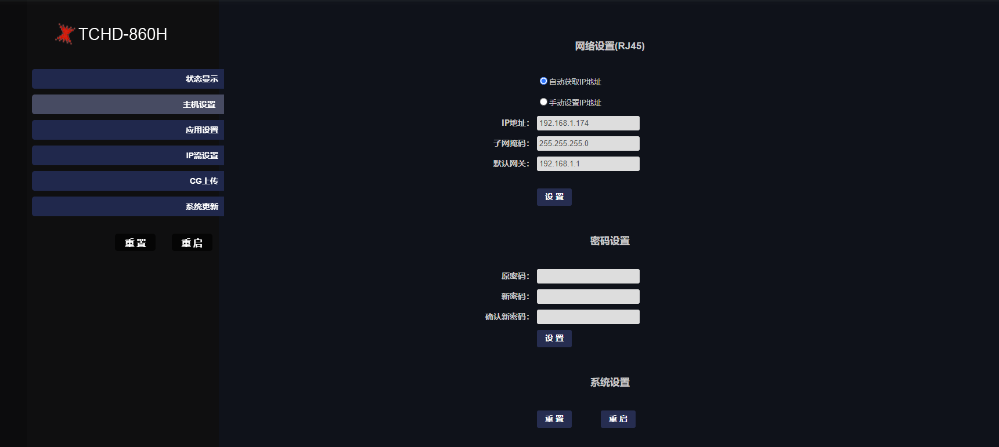 TCHD-860H
状态显示
主机设置
应用设置
IP流设置
CG上传
系统更新
重 置 重 启
网络设置(RJ45)
自动获取IP地址
手动设置IP地址
IP地址： 192.168.1.174
子网掩码： 255.255.255.0
默认网关： 192.168.1.1
设 置
密码设置
原密码：
新密码：
确认新密码：
设 置
系统设置
重 置 重 启